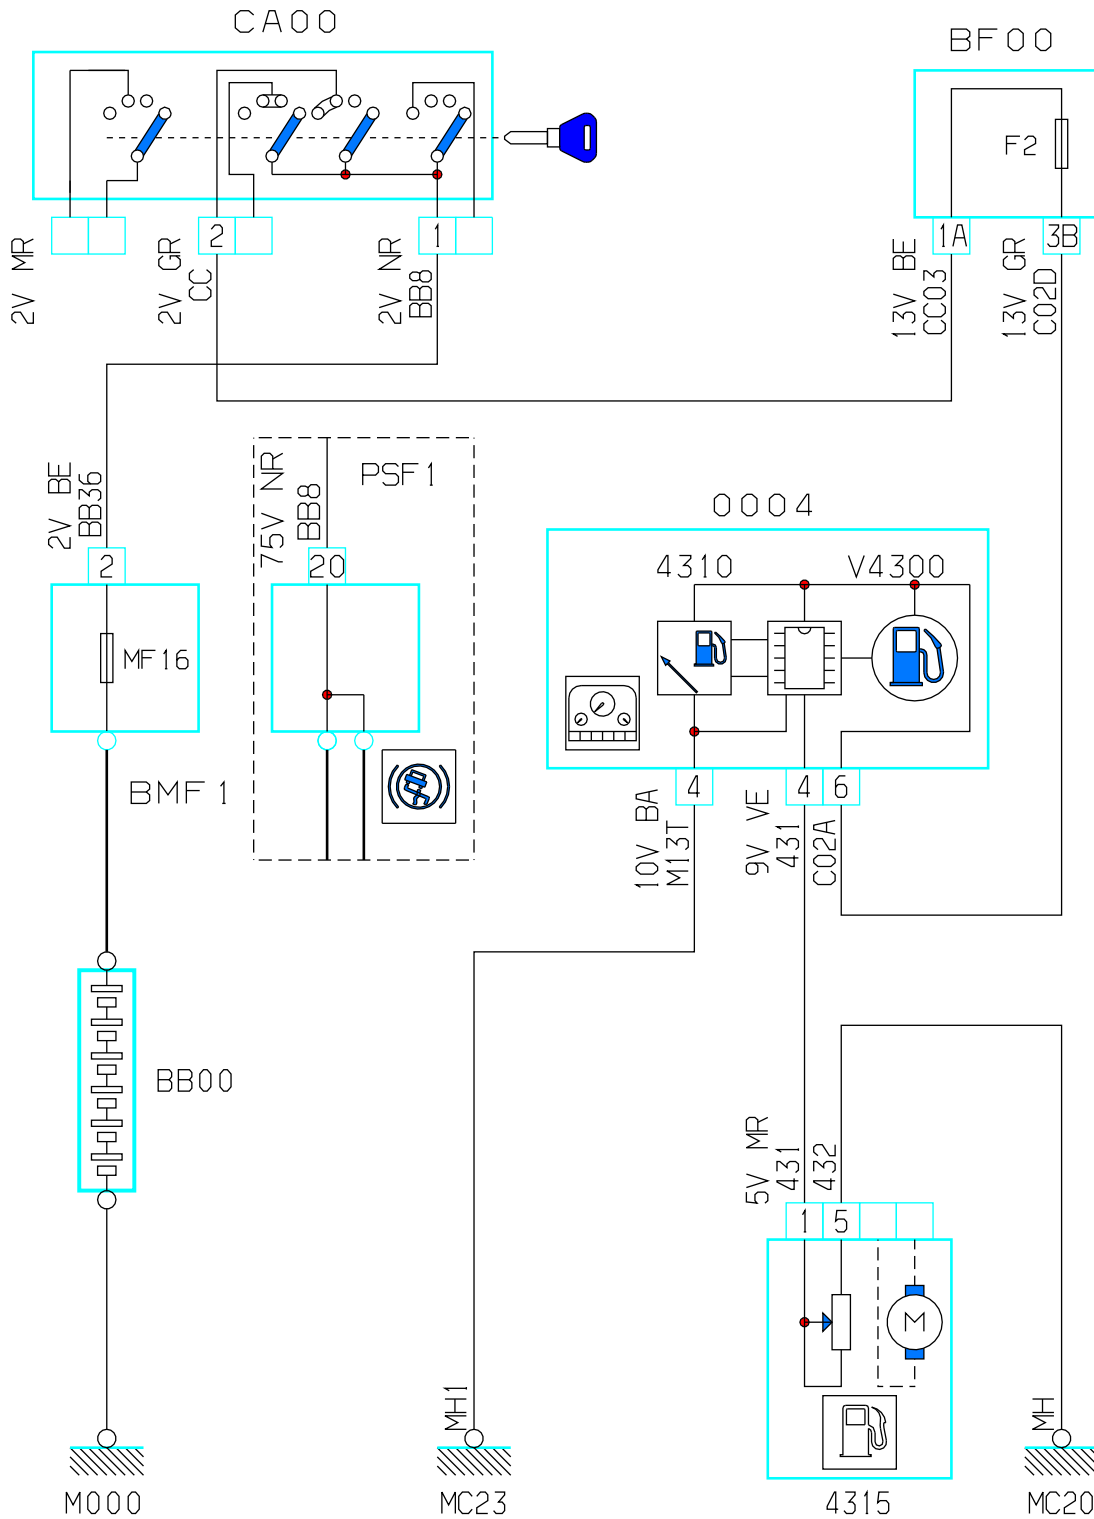 CA00
BF00
F2
2
1
1A
3B
2V MR
2V GR
CC
2V NR
BB8
13V BE
CC03
13V GR
C02D
2V BE
BB36
75V NR
BB8
PSF1
0004
2
20
4310
V4300
MF16
BMF1
4
4
6
10V BA
M13T
9V VE
431
C02A
BB00
5V MR
431
432
1
5
M
MH1
MH
M000
MC23
4315
MC20